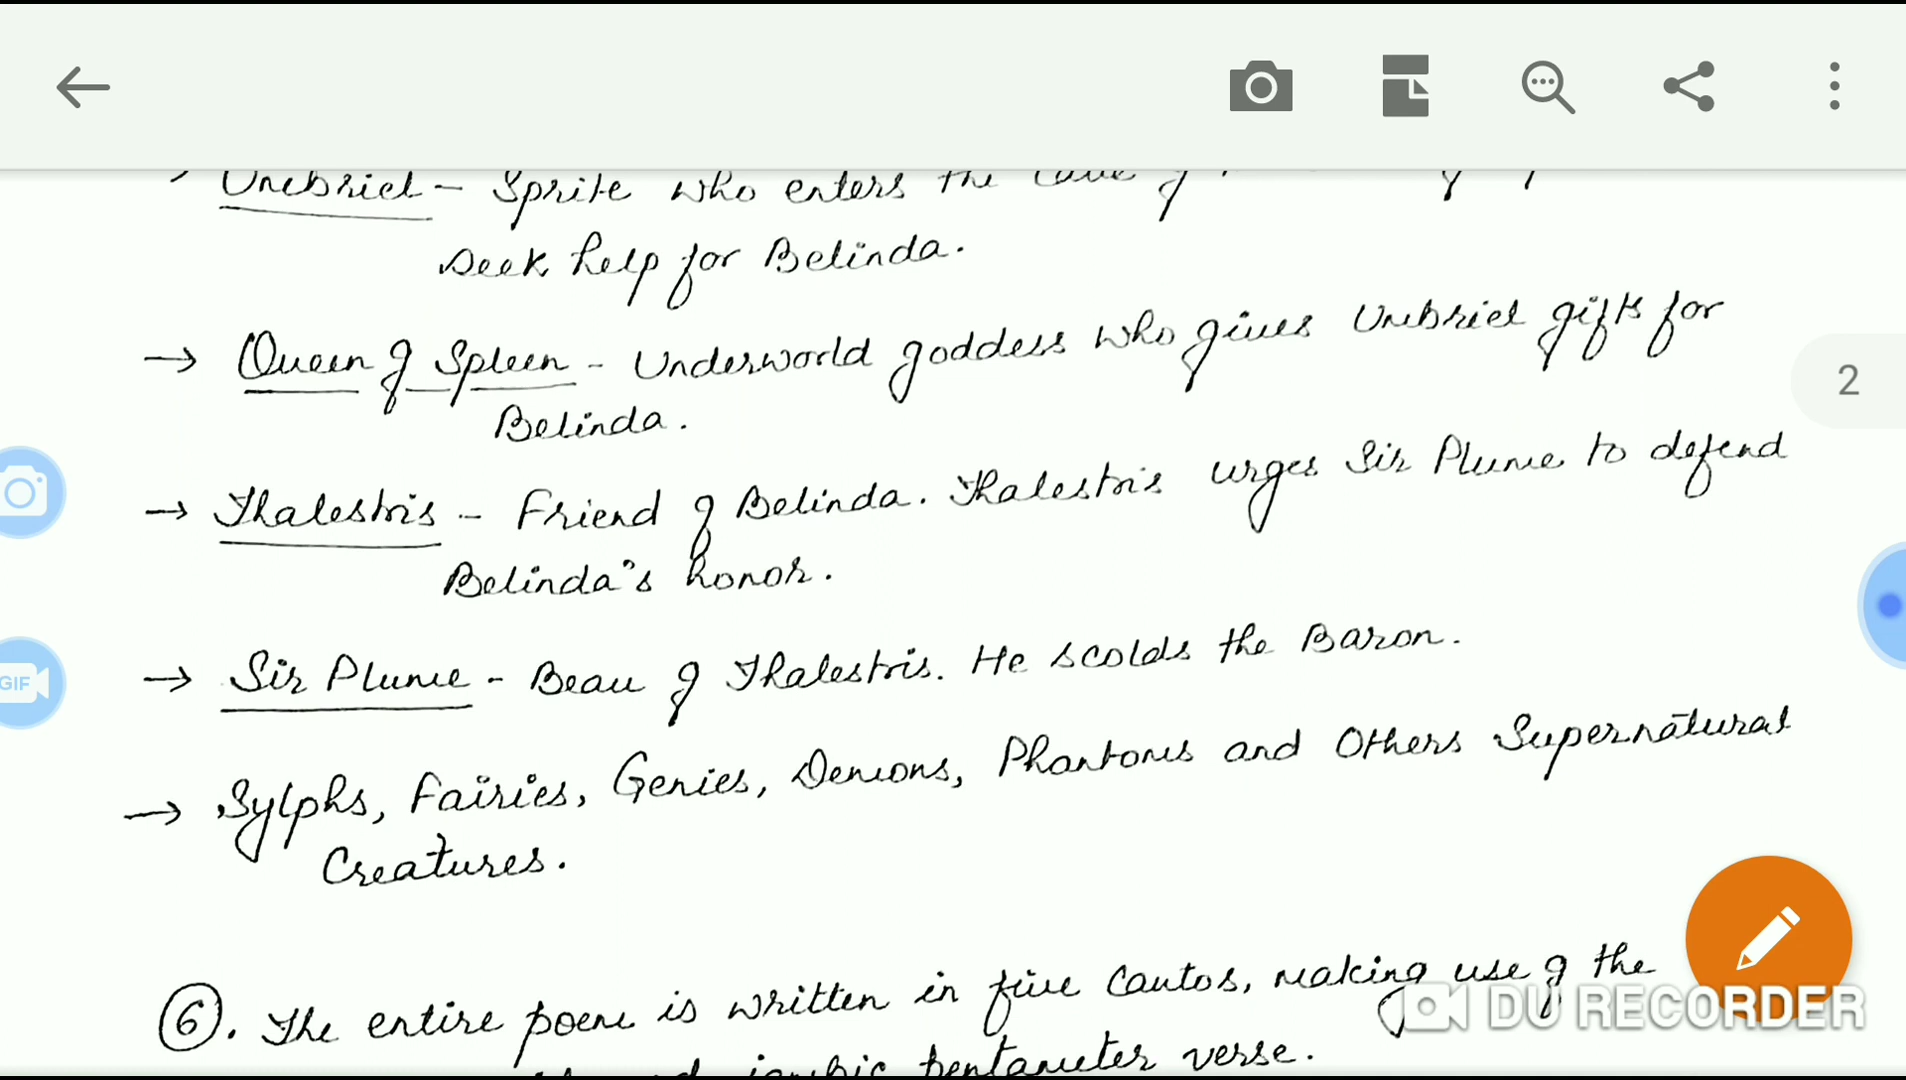 Umbriel - Sprite who enters the
seek help for Belinda.
→ Queen of Spleen - Underworld goddess who gives Umbriel gifts for
Belinda.
2
→ Thalestris - Friend of Belinda. Thalestris urges Sir Plume to defend
Belinda's honor.
GIF
→ Sir Plume - Beau of Thalestris. He scolds the Baron.
→ Sylphs, Fairies, Genies, Demons, Phantoms and Others Supernatural
Creatures.
⑥. The entire poem is written in five Cantos, making use of the
iambic pentameter verse.
DU RECORDER